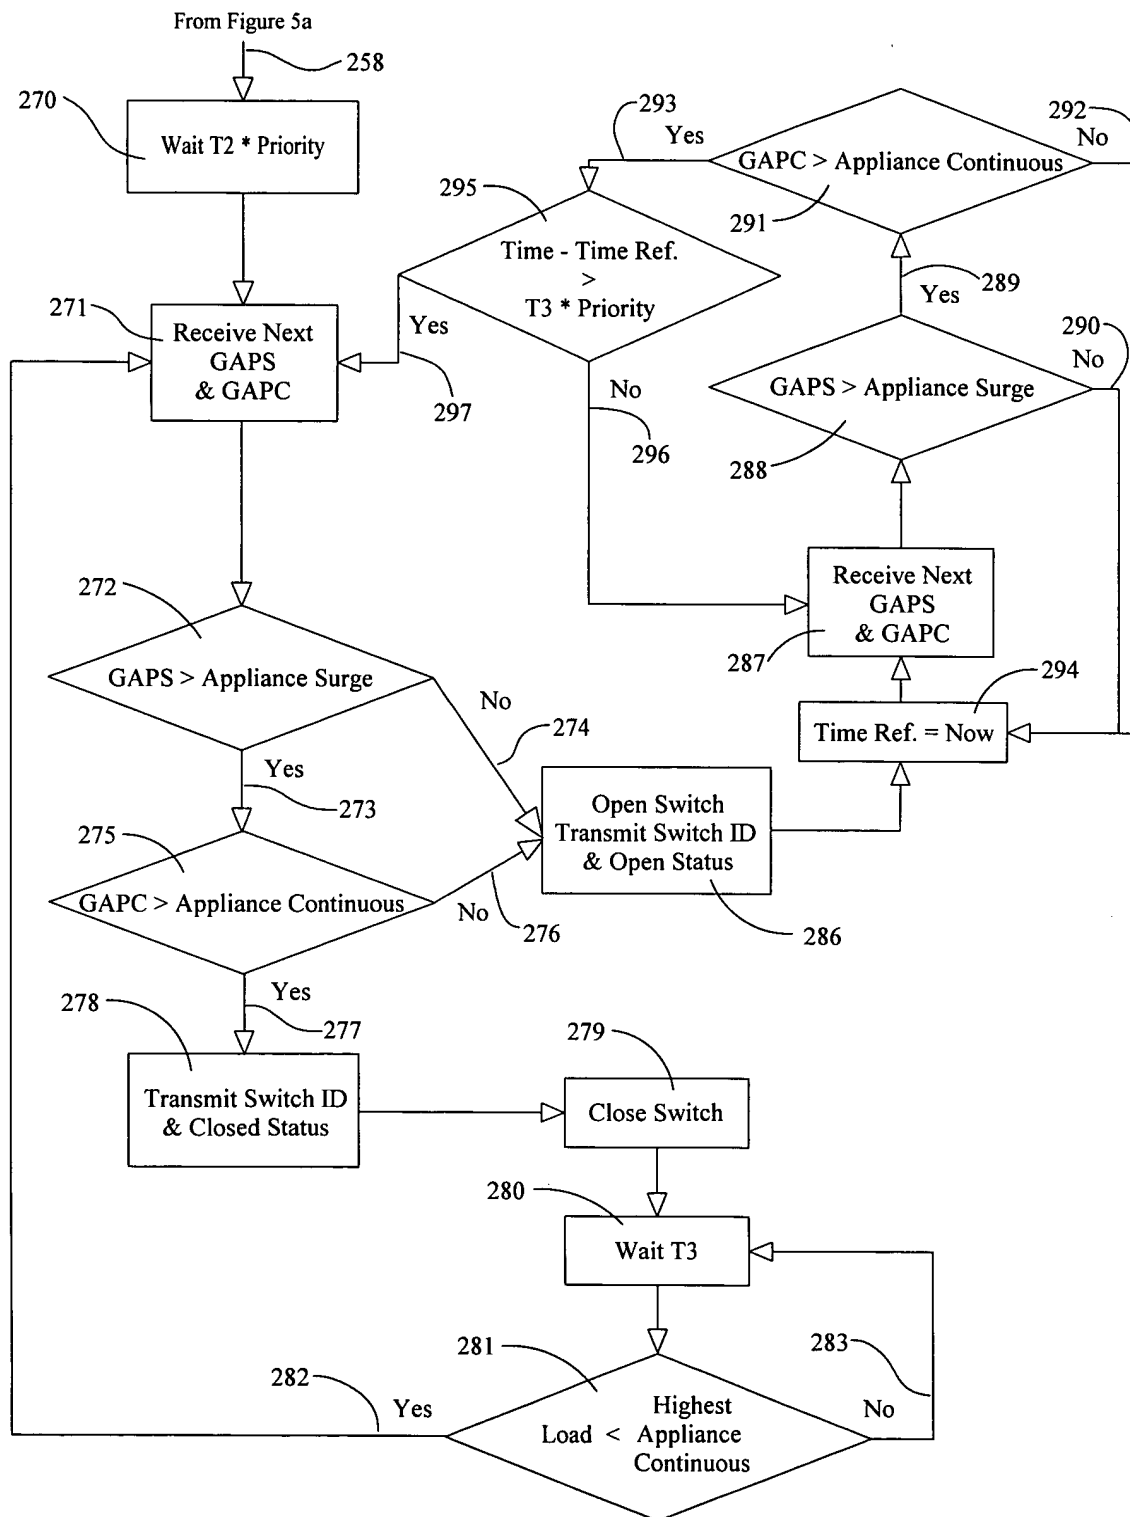 From Figure 5a
258
270
Wait T2 * Priority
293
Yes
292
No
GAPC > Appliance Continuous
291
295
Time - Time Ref.
>
T3 * Priority
289
Yes
271
Receive Next
GAPS
& GAPC
Yes
297
No
296
290
No
GAPS > Appliance Surge
288
272
Receive Next
GAPS
& GAPC
287
GAPS > Appliance Surge
No
274
294
Time Ref. = Now
Yes
273
275
Open Switch
Transmit Switch ID
& Open Status
GAPC > Appliance Continuous
No
276
286
Yes
278
277
279
Transmit Switch ID
& Closed Status
Close Switch
280
Wait T3
281
283
282
Yes
Highest
Load < Appliance
Continuous
No